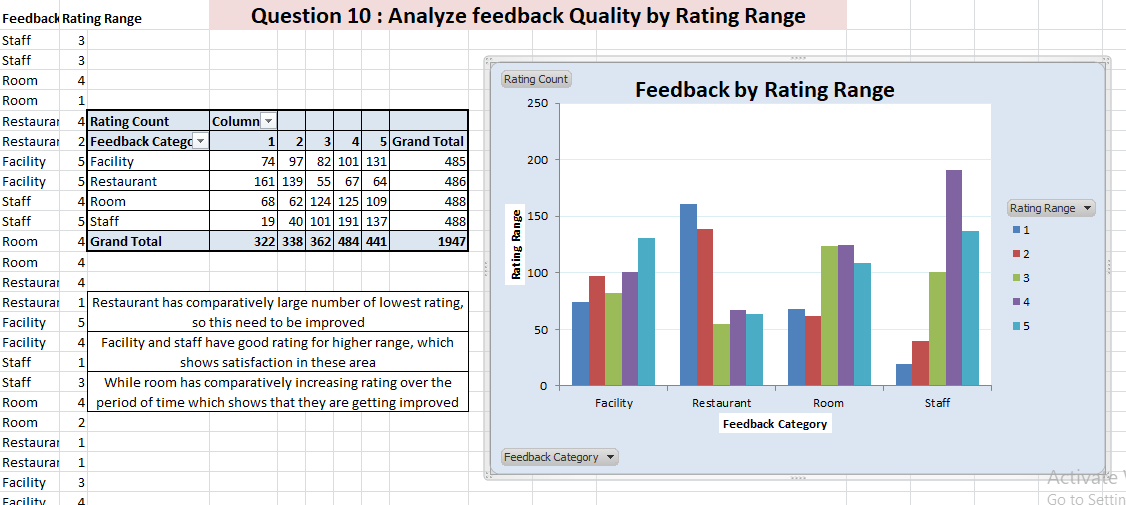 Question 10 : Analyze feedback Quality by Rating Range
Feedback Rating Range
Staff 3
Staff 3
Room 4
Room 1
Restauran 4
Restauran 2
Facility 5
Facility 5
Staff 4
Staff 5
Room 4
Room 4
Restauran 4
Restauran 1
Facility 5
Facility 4
Staff 1
Staff 3
Room 4
Room 2
Restauran 1
Restauran 1
Facility 3
Facility 4
Rating Count Column
Feedback Catego 1 2 3 4 5 Grand Total
Facility 74 97 82 101 131 485
Restaurant 161 139 55 67 64 486
Room 68 62 124 125 109 488
Staff 19 40 101 191 137 488
Grand Total 322 338 362 484 441 1947
Restaurant has comparatively large number of lowest rating,
so this need to be improved
Facility and staff have good rating for higher range, which
shows satisfaction in these area
While room has comparatively increasing rating over the
period of time which shows that they are getting improved
Rating Count
Feedback by Rating Range
250
200
150
100
50
0
Rating Range
Facility Restaurant Room Staff
Feedback Category
Rating Range
1
2
3
4
5
Feedback Category
Activate
Go to Settin